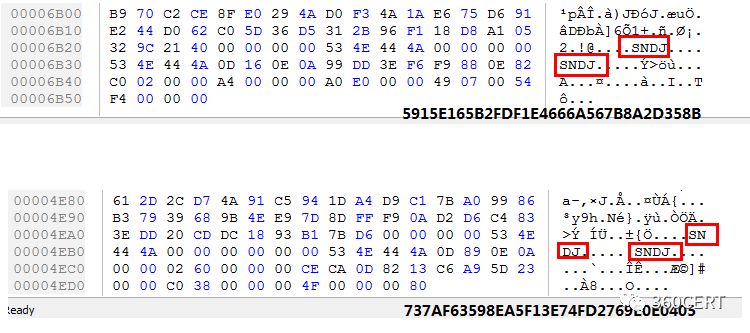 00006B00 B9 70 C2 CE 8F E0 29 4A D0 F3 4A 1A E6 75 D6 91 ¹pÂÎ.à)JÐóJ.æuÖ.
00006B10 E2 44 D0 62 C0 5D 36 D5 31 2B 96 F1 18 D8 A1 05 âDÐbÀ]6Õ1+.ñ.Ø¡.
00006B20 32 9C 21 40 00 00 00 00 53 4E 44 4A 00 00 00 00 2.!@....SNDJ....
00006B30 53 4E 44 4A 0D 16 0E 0A 99 DD 3E F6 F9 88 0E 82 SNDJ.....Ý>öù...
00006B40 C0 02 00 00 A4 00 00 00 A0 E0 00 00 49 07 00 54 À...¤....à..I..T
00006B50 F4 00 00 00 ô...
5915E165B2FDF1E4666A567B8A2D358B
00004E80 61 2D 2C D7 4A 91 C5 94 1D A4 D9 C1 7B A0 99 86 a-,×J.Å..¤ÙÁ{...
00004E90 B3 79 39 68 9B 4E E9 7D 8D FF F9 0A D2 D6 C4 83 ³y9h.Né}.ÿù.ÒÖÄ.
00004EA0 3E DD 20 CD DC 18 93 B1 7B D6 00 00 00 00 53 4E >Ý ÍÜ..±{Ö....SN
00004EB0 44 4A 00 00 00 00 00 00 53 4E 44 4A 0D 89 0E 0A DJ......SNDJ....
00004EC0 00 00 02 60 00 00 00 CE CA 0D 82 13 C6 A9 5D 23 ...`...ÎÊ...Æ©]#
00004ED0 00 00 C0 38 00 00 00 4F 00 00 00 80 ..À8...O....
Ready
360CERT
737AF63598EA5F13E74FD2769E0E0405